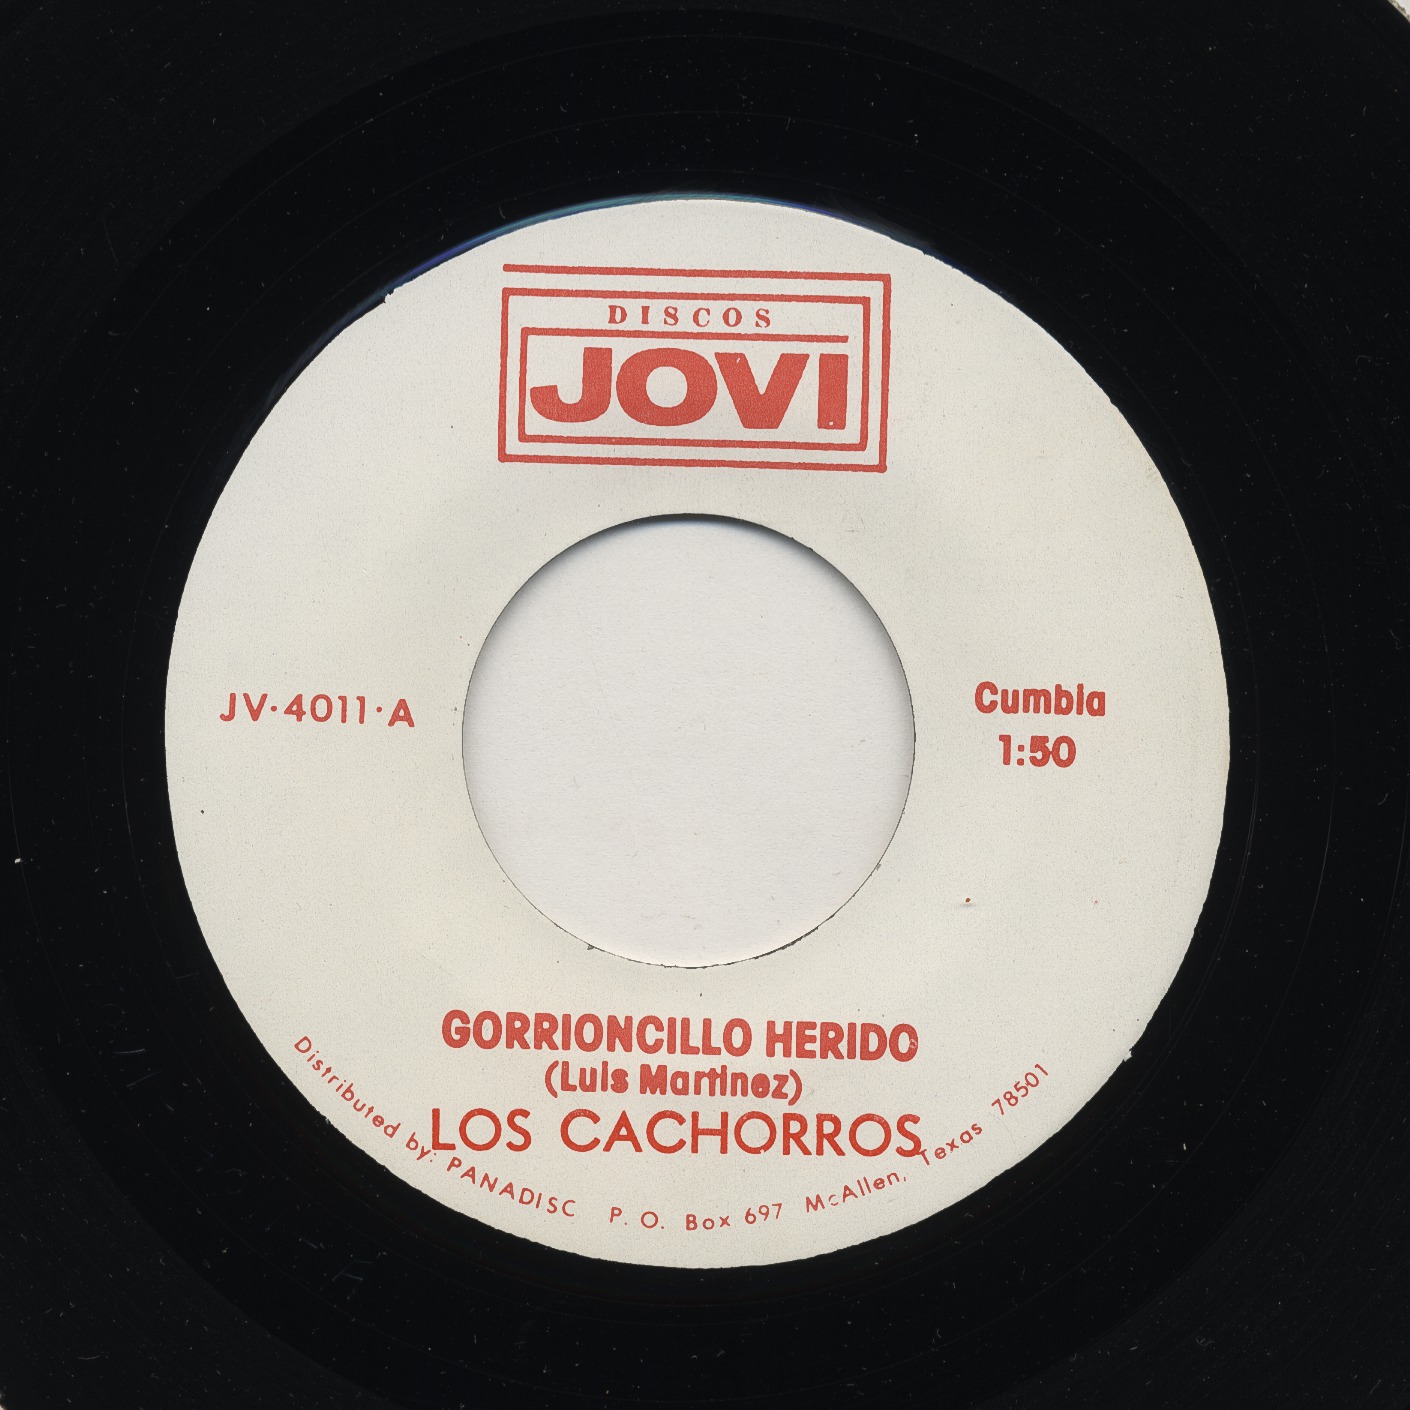 DISCOS
JOVI
JV·4011·A
Cumbia
1:50
GORRIONCILLO HERIDO
(Luis Martinez)
LOS CACHORROS
Distributed by: PANADISC P. O. Box 697 McAllen, Texas 78501